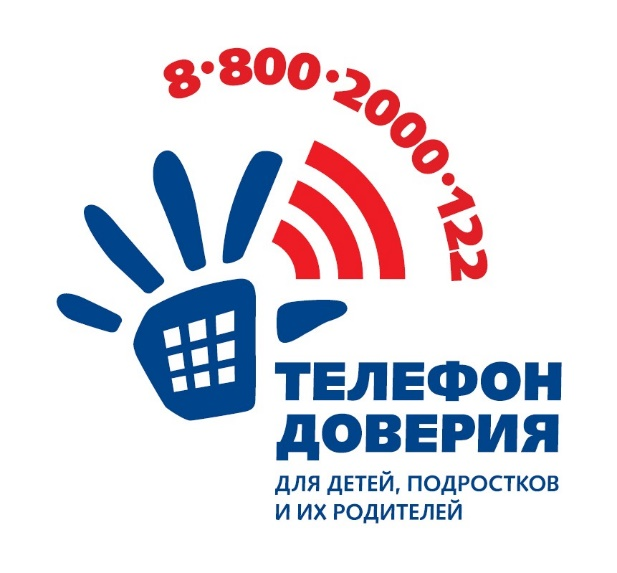 8·800·2000·122
ТЕЛЕФОН
ДОВЕРИЯ
ДЛЯ ДЕТЕЙ, ПОДРОСТКОВ
И ИХ РОДИТЕЛЕЙ